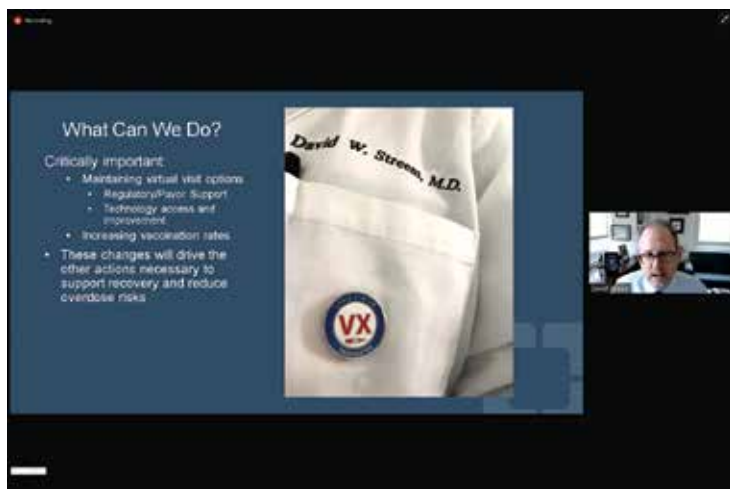 Recording
What Can We Do?
Critically important:
• Maintaining virtual visit options
• Regulatory/Payor Support
• Technology access and
improvement
• Increasing vaccination rates
• These changes will drive the
other actions necessary to
support recovery and reduce
overdose risks
David W. Streem, M.D.
VX